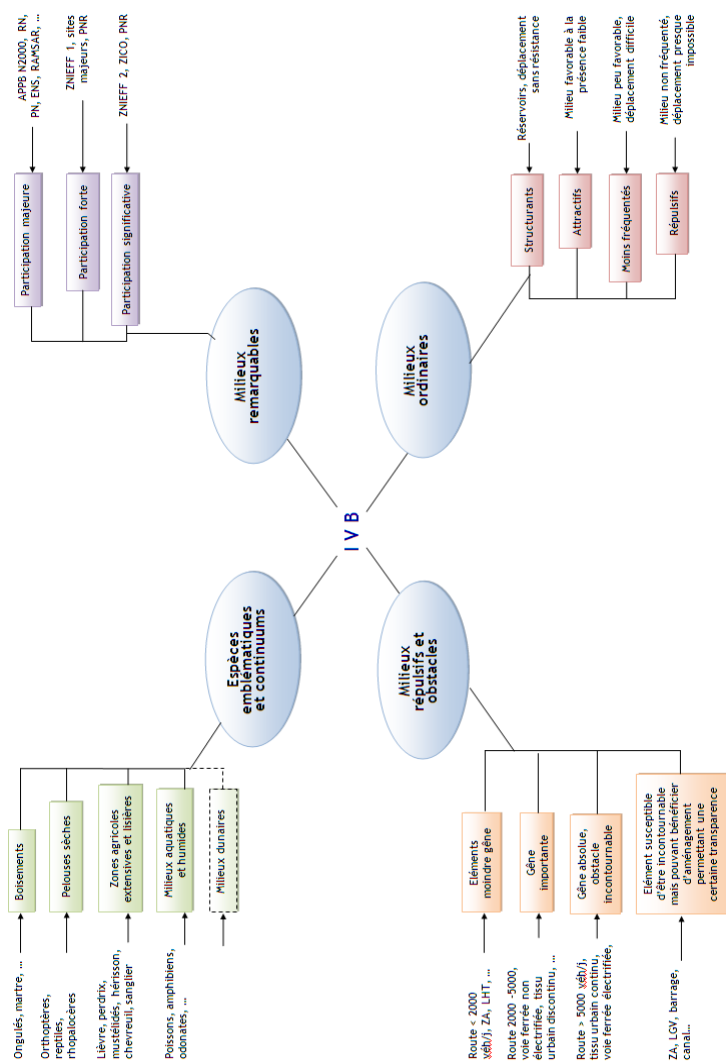 APPB N2000, RN,
PN, ENS, RAMSAR, ...
Participation majeure
ZNIEFF 1, sites
majeurs, PNR
Participation forte
ZNIEFF 2, ZICO, PNR
Participation significative
Milieux
remarquables
Réservoirs, déplacement
sans résistance
Structurants
Milieu favorable à la
présence faible
Attractifs
Milieu peu favorable,
déplacement difficile
Moins fréquentés
Milieu non fréquenté,
déplacement presque
impossible
Répulsifs
Milieux
ordinaires
I V B
Espèces
emblématiques
et continuums
Boisements
Ongulés, martre, ...
Pelouses sèches
Orthoptères,
reptiles,
rhopalocères
Zones agricoles
extensives et lisières
Lièvre, perdrix,
mustélidés, hérisson,
chevreuil, sanglier
Milieux aquatiques
et humides
Poissons, amphibiens,
odonates, ...
Milieux dunaires
Milieux
répulsifs et
obstacles
Eléments
moindre gêne
Route < 2000
véh/j, ZA, LHT, ...
Gêne
importante
Route 2000 -5000,
voie ferrée non
électrifiée, tissu
urbain discontinu, ...
Gêne absolue,
obstacle
incontournable
Route > 5000 véh/j,
tissu urbain continu,
voie ferrée électrifiée,
Elément susceptible
d'être incontournable
mais pouvant bénéficier
d'aménagement
permettant une
certaine transparence
ZA, LGV, barrage,
canal...